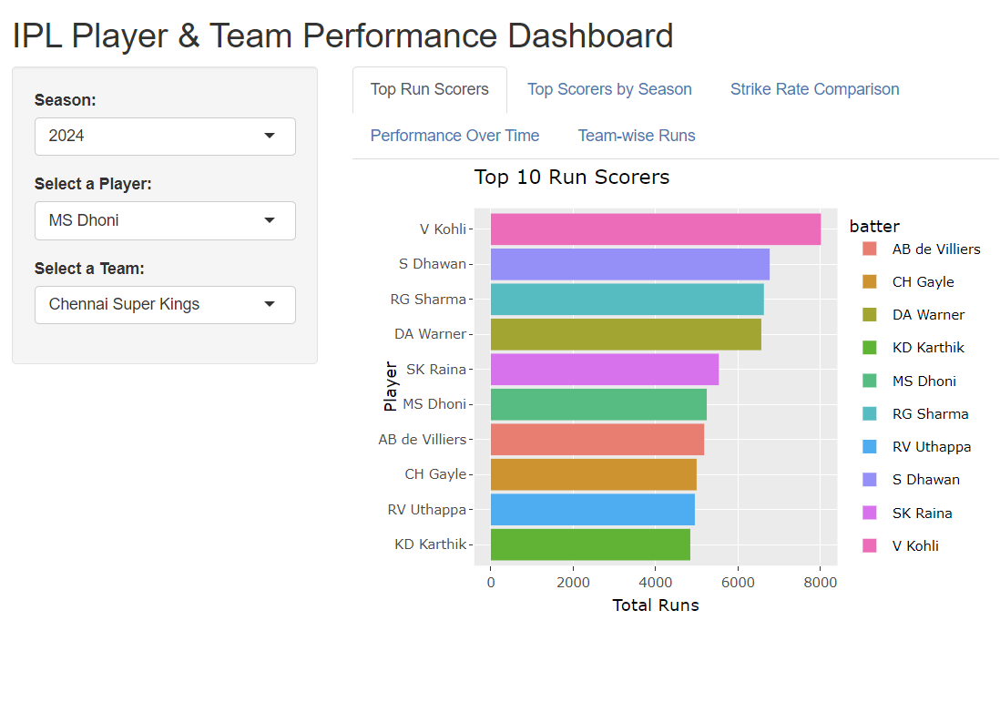 IPL Player & Team Performance Dashboard
Season:
2024
Select a Player:
MS Dhoni
Select a Team:
Chennai Super Kings
Top Run Scorers
Top Scorers by Season
Strike Rate Comparison
Performance Over Time
Team-wise Runs
Top 10 Run Scorers
Player
V Kohli
S Dhawan
RG Sharma
DA Warner
SK Raina
MS Dhoni
AB de Villiers
CH Gayle
RV Uthappa
KD Karthik
0 2000 4000 6000 8000
Total Runs
batter
AB de Villiers
CH Gayle
DA Warner
KD Karthik
MS Dhoni
RG Sharma
RV Uthappa
S Dhawan
SK Raina
V Kohli